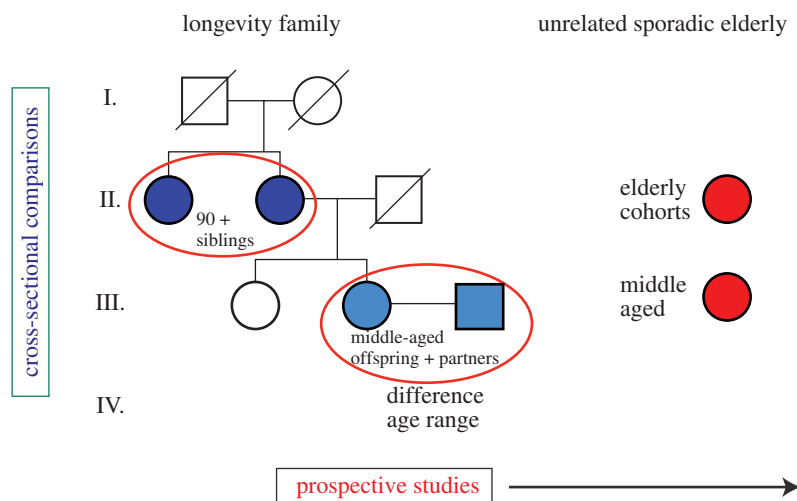 longevity family
unrelated sporadic elderly
cross-sectional comparisons
I.
II.
90 +
siblings
elderly
cohorts
III.
middle-aged
offspring + partners
middle
aged
IV.
difference
age range
prospective studies